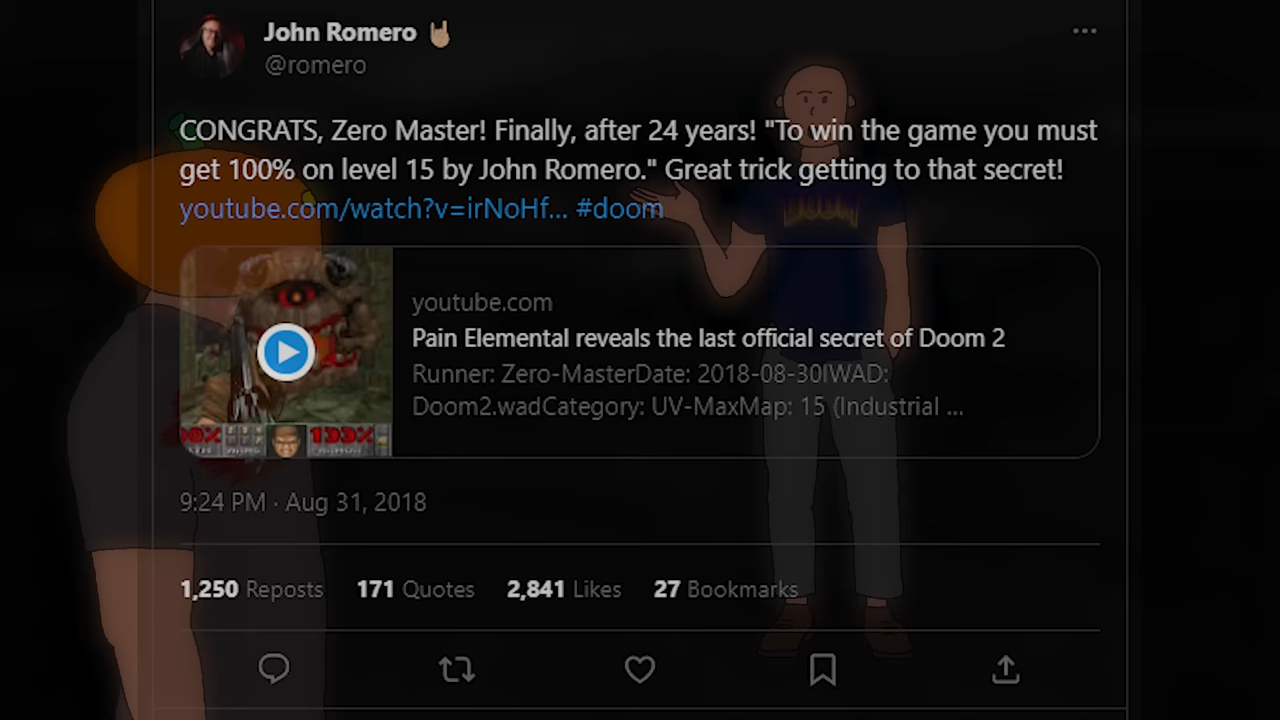 John Romero 🤘🏼
@romero
CONGRATS, Zero Master! Finally, after 24 years! "To win the game you must
get 100% on level 15 by John Romero." Great trick getting to that secret!
youtube.com/watch?v=irNoHf... #doom
DOOM
youtube.com
Pain Elemental reveals the last official secret of Doom 2
Runner: Zero-MasterDate: 2018-08-30IWAD:
Doom2.wadCategory: UV-MaxMap: 15 (Industrial ...
133%
9:24 PM · Aug 31, 2018
1,250 Reposts 171 Quotes 2,841 Likes 27 Bookmarks